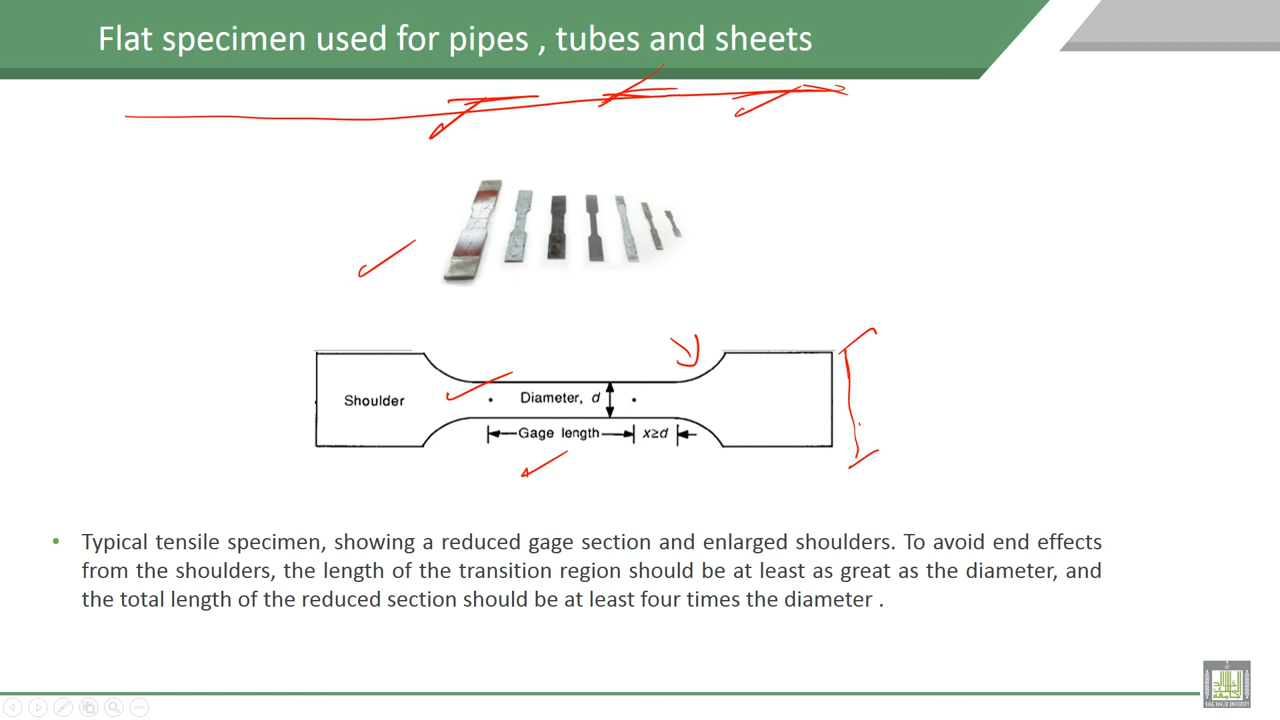 Flat specimen used for pipes , tubes and sheets
Shoulder
Diameter, d
Gage length
x≥d
• Typical tensile specimen, showing a reduced gage section and enlarged shoulders. To avoid end effects
from the shoulders, the length of the transition region should be at least as great as the diameter, and
the total length of the reduced section should be at least four times the diameter .
KING KHALID UNIVERSITY